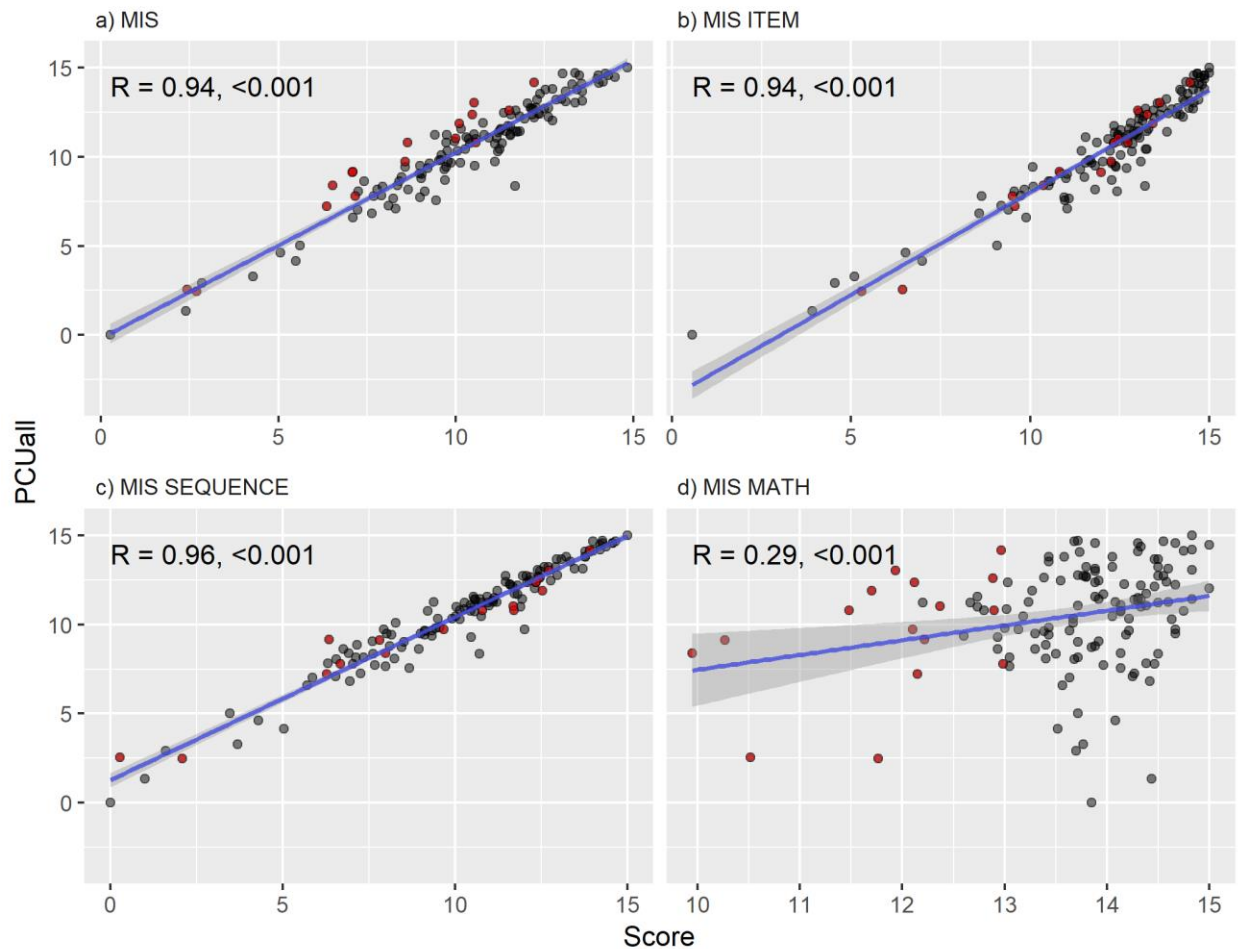 a) MIS
b) MIS ITEM
R = 0.94, <0.001
R = 0.94, <0.001
15
10
5
0
0 5 10 15
0 5 10 15
PCUall
c) MIS SEQUENCE
d) MIS MATH
R = 0.96, <0.001
R = 0.29, <0.001
15
10
5
0
0 5 10 15
10 11 12 13 14 15
Score